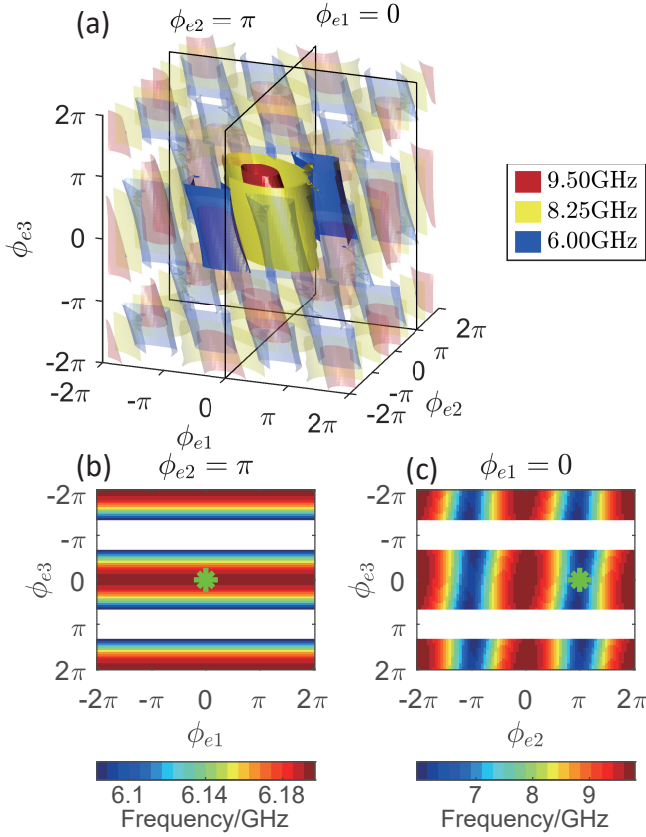 (a)
ϕe2 = π
ϕe1 = 0
2π
π
0
-π
-2π
ϕe3
-2π
-π
0
π
2π
ϕe1
-2π
-π
0
π
2π
ϕe2
9.50GHz
8.25GHz
6.00GHz
(b)
ϕe2 = π
-2π
-π
0
π
2π
ϕe3
-2π -π 0 π 2π
ϕe1
6.1 6.14 6.18
Frequency/GHz
(c)
ϕe1 = 0
-2π
-π
0
π
2π
ϕe3
-2π -π 0 π 2π
ϕe2
7 8 9
Frequency/GHz